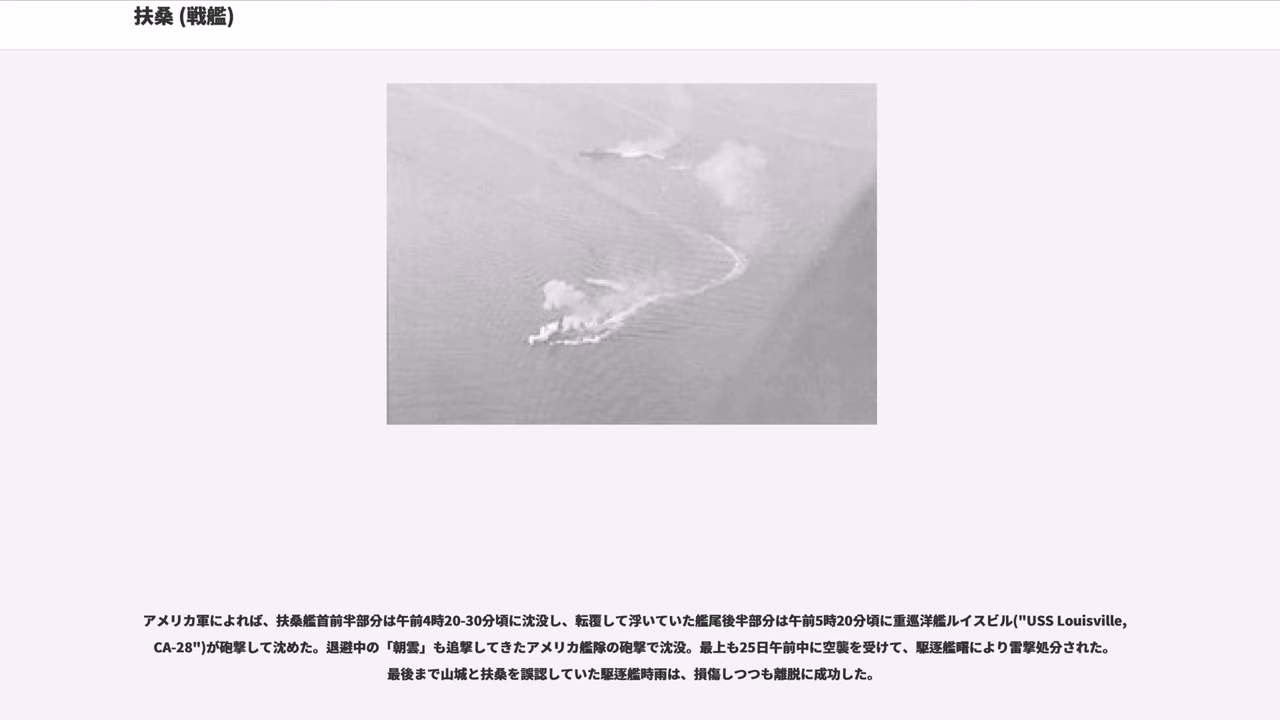 扶桑 (戦艦)
アメリカ軍によれば、扶桑艦首前半部分は午前4時20-30分頃に沈没し、転覆して浮いていた艦尾後半部分は午前5時20分頃に重巡洋艦ルイスビル("USS Louisville,
CA-28")が砲撃して沈めた。退避中の「朝雲」も追撃してきたアメリカ艦隊の砲撃で沈没。最上も25日午前中に空襲を受けて、駆逐艦曙により雷撃処分された。
最後まで山城と扶桑を誤認していた駆逐艦時雨は、損傷しつつも離脱に成功した。